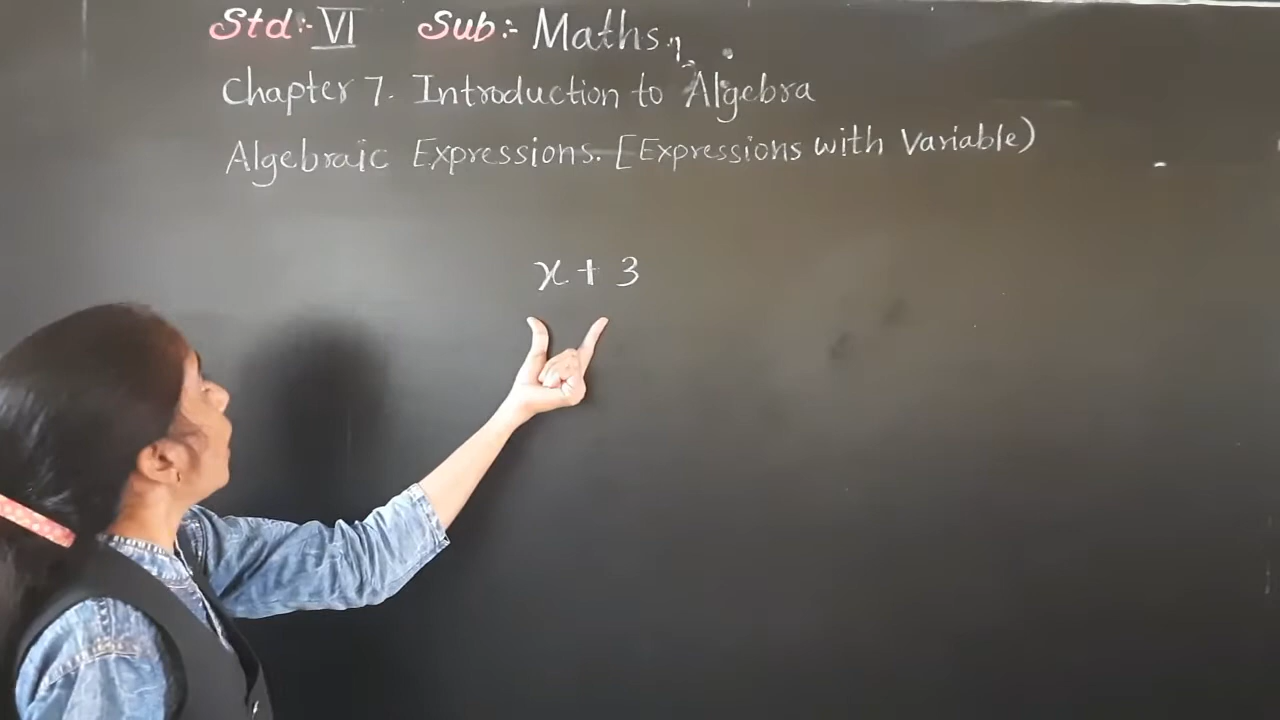 Std:- VI Sub:- Maths.
Chapter 7. Introduction to Algebra
Algebraic Expressions. [Expressions with Variable)
x + 3